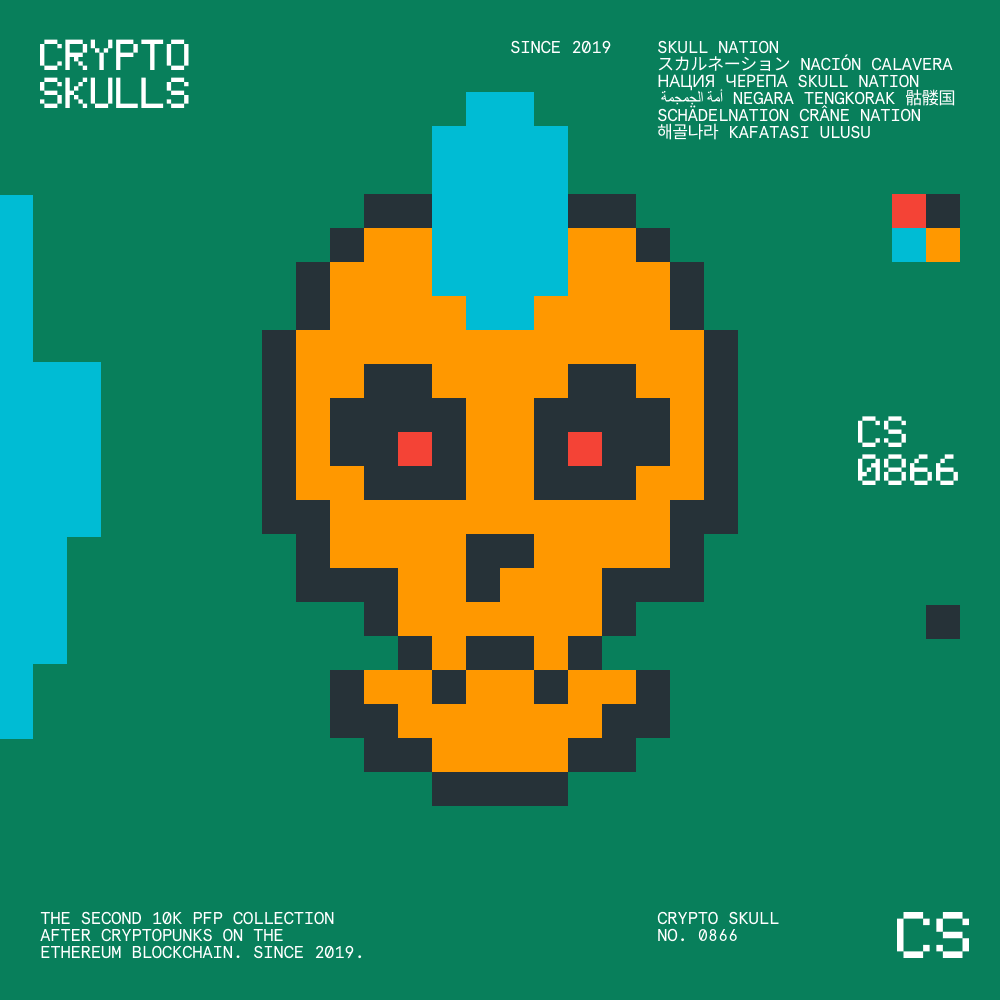 CRYPTO
SKULLS
SINCE 2019
SKULL NATION
スカルネーション NACIÓN CALAVERA
НАЦИЯ ЧЕРЕПА SKULL NATION
أمة الجمجمة NEGARA TENGKORAK 骷髅国
SCHÄDELNATION CRÂNE NATION
해골나라 KAFATASI ULUSU
CS
0866
THE SECOND 10K PFP COLLECTION
AFTER CRYPTOPUNKS ON THE
ETHEREUM BLOCKCHAIN. SINCE 2019.
CRYPTO SKULL
NO. 0866
CS